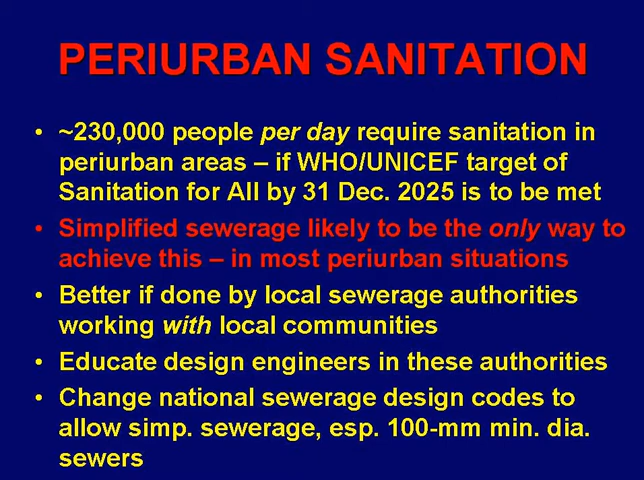 PERIURBAN SANITATION
• ~230,000 people per day require sanitation in
periurban areas – if WHO/UNICEF target of
Sanitation for All by 31 Dec. 2025 is to be met
• Simplified sewerage likely to be the only way to
achieve this – in most periurban situations
• Better if done by local sewerage authorities
working with local communities
• Educate design engineers in these authorities
• Change national sewerage design codes to
allow simp. sewerage, esp. 100-mm min. dia.
sewers